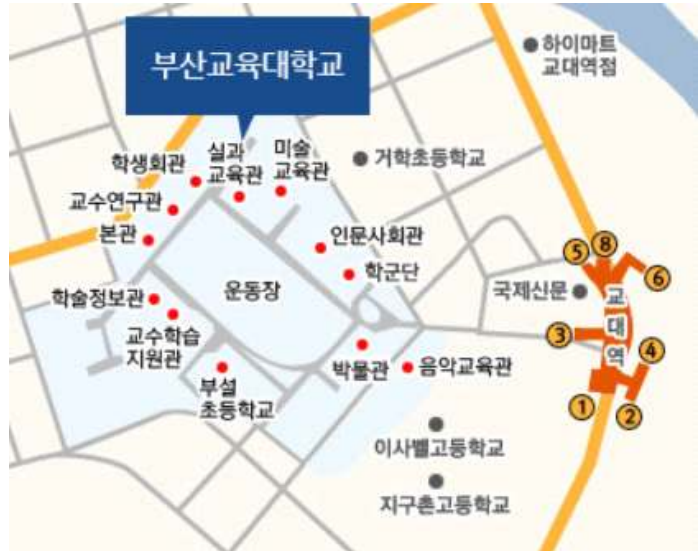 부산교육대학교
하이마트
교대역점
실과
교육관
미술
교육관
학생회관
거학초등학교
교수연구관
본관
인문사회관
학군단
학술정보관
운동장
국제신문
교수학습
지원관
부설
초등학교
박물관
음악교육관
이사벨고등학교
지구촌고등학교
교
대
역
⑤
⑧
⑥
③
④
①
②